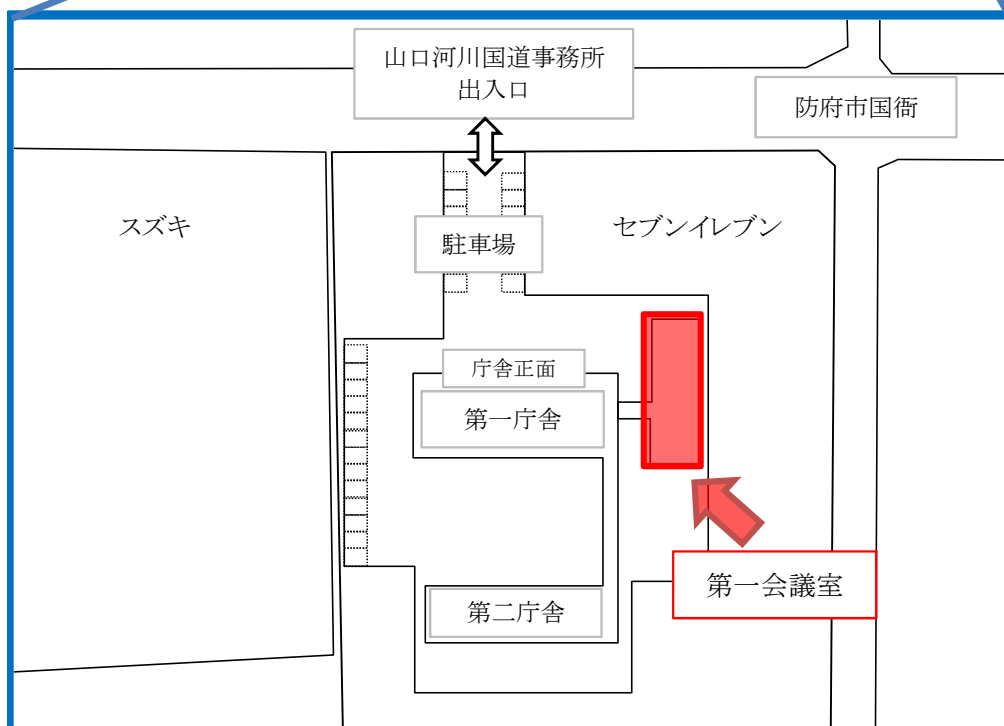 山口河川国道事務所
出入口
防府市国衙
スズキ
セブンイレブン
駐車場
庁舎正面
第一庁舎
第一会議室
第二庁舎